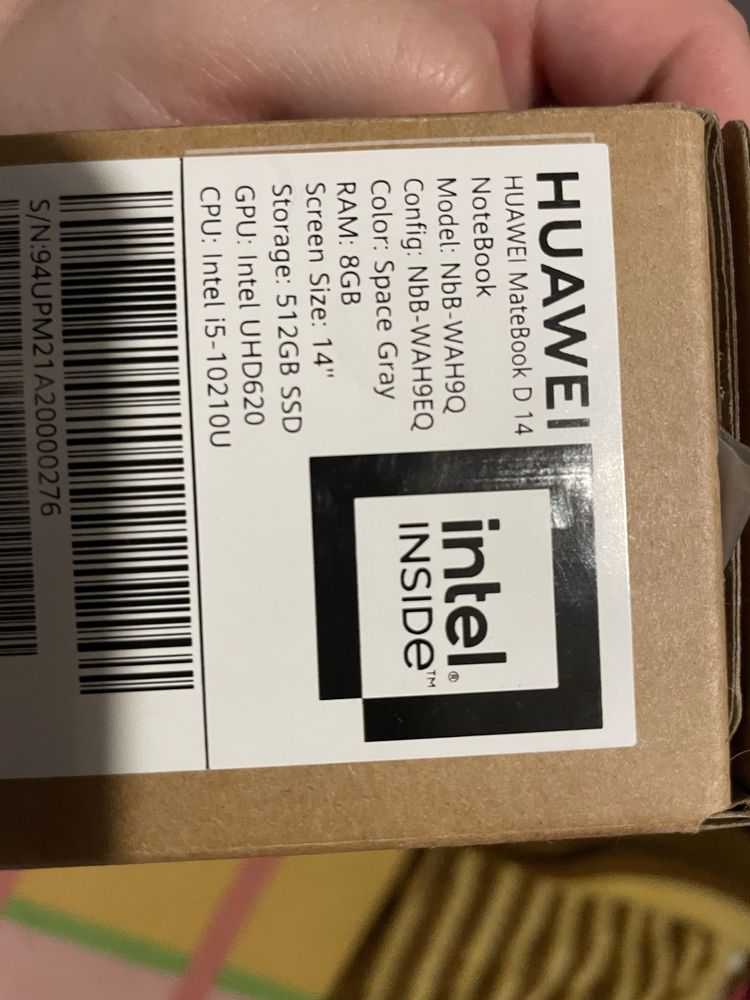 HUAWEI
HUAWEI MateBook D 14
NoteBook
Model: NbB-WAH9Q
Config: NbB-WAH9EQ
Color: Space Gray
RAM: 8GB
Screen Size: 14"
Storage: 512GB SSD
GPU: Intel UHD620
CPU: Intel i5-10210U
intel®
INSIDe™
S/N:94UPM21A20000276